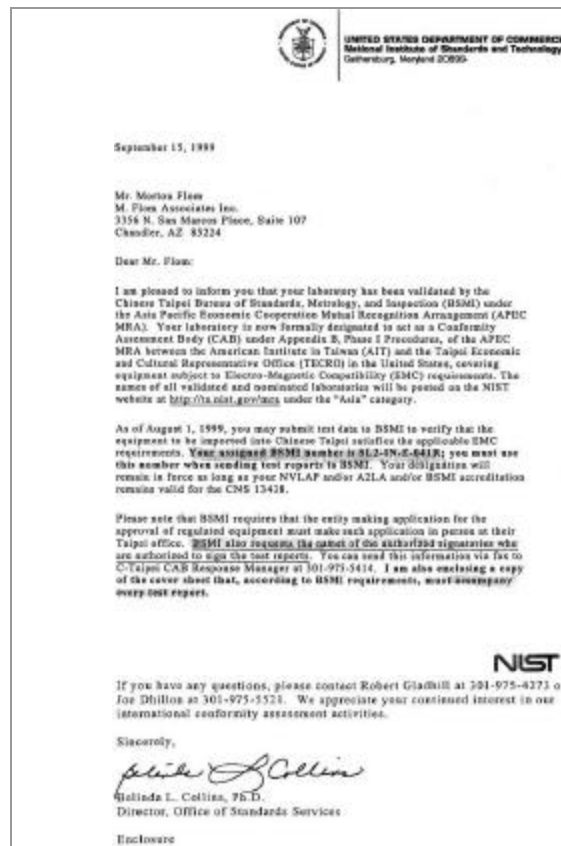 UNITED STATES DEPARTMENT OF COMMERCE
National Institute of Standards and Technology
Gaithersburg, Maryland 20899-
September 15, 1999
Mr. Morton Flom
M. Flom Associates Inc.
3356 N. San Marcos Place, Suite 107
Chandler, AZ 85224
Dear Mr. Flom:
I am pleased to inform you that your laboratory has been validated by the
Chinese Taipei Bureau of Standards, Metrology, and Inspection (BSMI) under
the Asia Pacific Economic Cooperation Mutual Recognition Arrangement (APEC
MRA). Your laboratory is now formally designated to act as a Conformity
Assessment Body (CAB) under Appendix B, Phase I Procedures, of the APEC
MRA between the American Institute in Taiwan (AIT) and the Taipei Economic
and Cultural Representative Office (TECRO) in the United States, covering
equipment subject to Electro-Magnetic Compatibility (EMC) requirements. The
names of all validated and nominated laboratories will be posted on the NIST
website at http://ts.nist.gov/mra under the "Asia" category.
As of August 1, 1999, you may submit test data to BSMI to verify that the
equipment to be imported into Chinese Taipei satisfies the applicable EMC
requirements. Your assigned BSMI number is SL2-IN-E-041R; you must use
this number when sending test reports to BSMI. Your designation will
remain in force as long as your NVLAP and/or A2LA and/or BSMI accreditation
remains valid for the CNS 13438.
Please note that BSMI requires that the entity making application for the
approval of regulated equipment must make such application in person at their
Taipei office. BSMI also requests the names of the authorized signatories who
are authorized to sign the test reports. You can send this information via fax to
C-Taipei CAB Response Manager at 301-975-5414. I am also enclosing a copy
of the cover sheet that, according to BSMI requirements, must accompany
every test report.
NIST
If you have any questions, please contact Robert Gladhill at 301-975-4273 o
Joe Dhillon at 301-975-5521. We appreciate your continued interest in our
international conformity assessment activities.
Sincerely,
Belinda L. Collins
Belinda L. Collins, Ph.D.
Director, Office of Standards Services
Enclosure